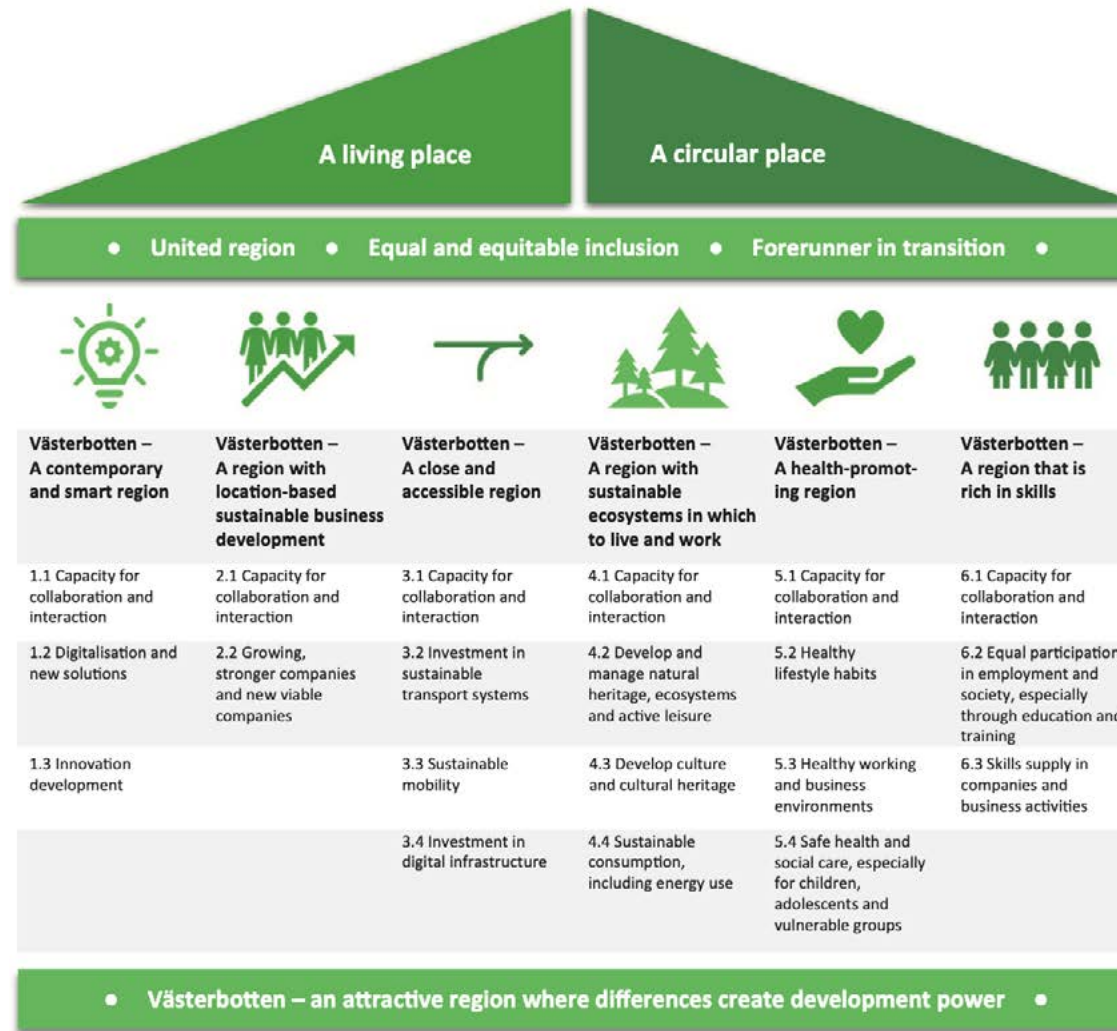 A living place
A circular place
• United region • Equal and equitable inclusion • Forerunner in transition •
Västerbotten –
A contemporary
and smart region
Västerbotten –
A region with
location-based
sustainable business
development
Västerbotten –
A close and
accessible region
Västerbotten –
A region with
sustainable
ecosystems in which
to live and work
Västerbotten –
A health-promot-
ing region
Västerbotten –
A region that is
rich in skills
1.1 Capacity for
collaboration and
interaction
2.1 Capacity for
collaboration and
interaction
3.1 Capacity for
collaboration and
interaction
4.1 Capacity for
collaboration and
interaction
5.1 Capacity for
collaboration and
interaction
6.1 Capacity for
collaboration and
interaction
1.2 Digitalisation and
new solutions
2.2 Growing,
stronger companies
and new viable
companies
3.2 Investment in
sustainable
transport systems
4.2 Develop and
manage natural
heritage, ecosystems
and active leisure
5.2 Healthy
lifestyle habits
6.2 Equal participation
in employment and
society, especially
through education and
training
1.3 Innovation
development
3.3 Sustainable
mobility
4.3 Develop culture
and cultural heritage
5.3 Healthy working
and business
environments
6.3 Skills supply in
companies and
business activities
3.4 Investment in
digital infrastructure
4.4 Sustainable
consumption,
including energy use
5.4 Safe health and
social care, especially
for children,
adolescents and
vulnerable groups
• Västerbotten – an attractive region where differences create development power •